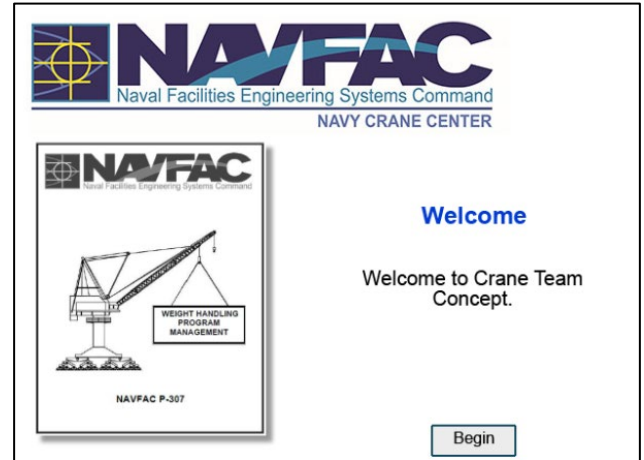 NAVFAC
Naval Facilities Engineering Systems Command
NAVY CRANE CENTER
NAVFAC
Naval Facilities Engineering Systems Command
WEIGHT HANDLING
PROGRAM
MANAGEMENT
NAVFAC P-307
Welcome
Welcome to Crane Team
Concept.
Begin